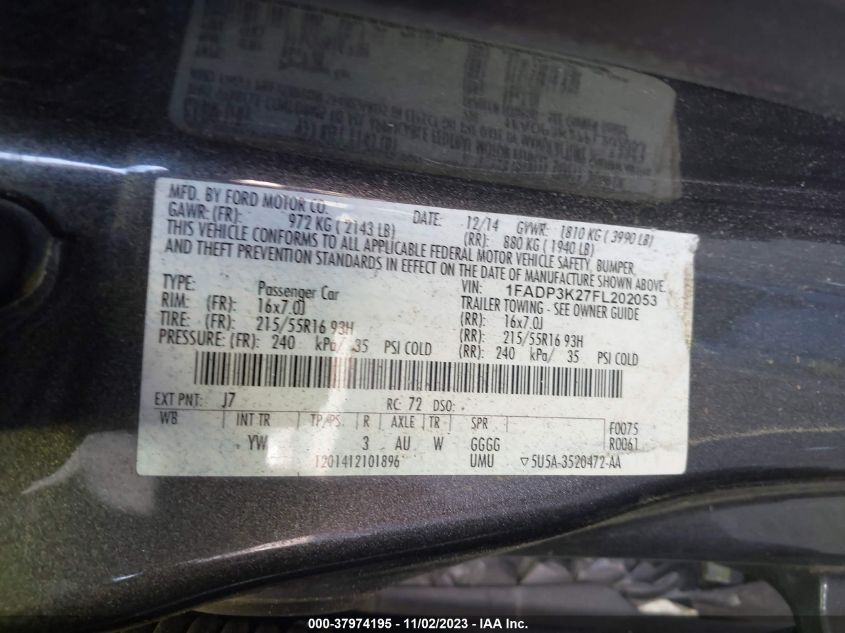 MFD. BY FORD MOTOR CO.
DATE: 12/14 GVWR: 1810 KG ( 3990 LB)
GAWR: (FR): 972 KG ( 2143 LB) (RR): 880 KG ( 1940 LB)
THIS VEHICLE CONFORMS TO ALL APPLICABLE FEDERAL MOTOR VEHICLE SAFETY, BUMPER,
AND THEFT PREVENTION STANDARDS IN EFFECT ON THE DATE OF MANUFACTURE SHOWN ABOVE.
VIN: 1FADP3K27FL202053
TYPE: Passenger Car TRAILER TOWING - SEE OWNER GUIDE
RIM: (FR): 16x7.0J (RR): 16x7.0J
TIRE: (FR): 215/55R16 93H (RR): 215/55R16 93H
PRESSURE: (FR): 240 kPa/ 35 PSI COLD (RR): 240 kPa/ 35 PSI COLD
EXT PNT: J7 RC: 72 DSO:
WB INT TR TP/PS R AXLE TR SPR F0075
YW 3 AU W GGGG R0061
T201412101896 UMU ▽5U5A-3520472-AA
000-37974195 - 11/02/2023 - IAA Inc.